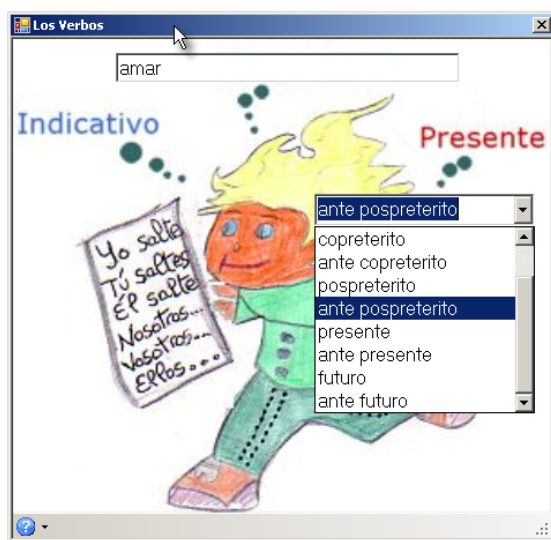 Los Verbos
amar
Indicativo
Presente
ante pospreterito
copreterito
ante copreterito
pospreterito
ante pospreterito
presente
ante presente
futuro
ante futuro
Yo salte
Tú saltes
Él salte
Nosotros...
Vosotros...
Ellos...